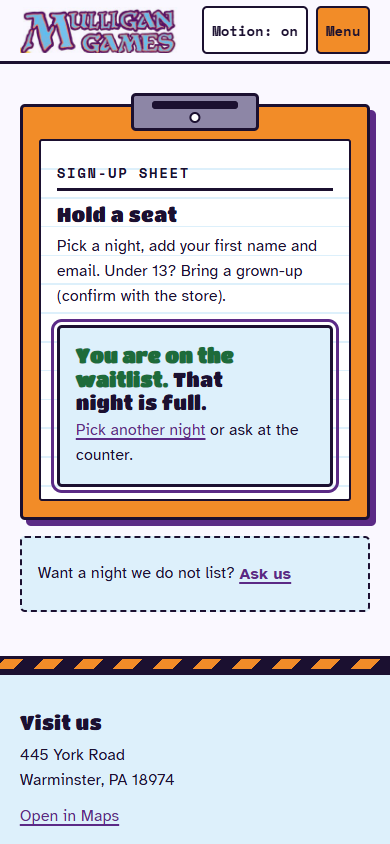 MULLIGAN
GAMES
Motion: on
Menu
SIGN-UP SHEET
Hold a seat
Pick a night, add your first name and
email. Under 13? Bring a grown-up
(confirm with the store).
You are on the
waitlist. That
night is full.
Pick another night or ask at the
counter.
Want a night we do not list? Ask us
Visit us
445 York Road
Warminster, PA 18974
Open in Maps